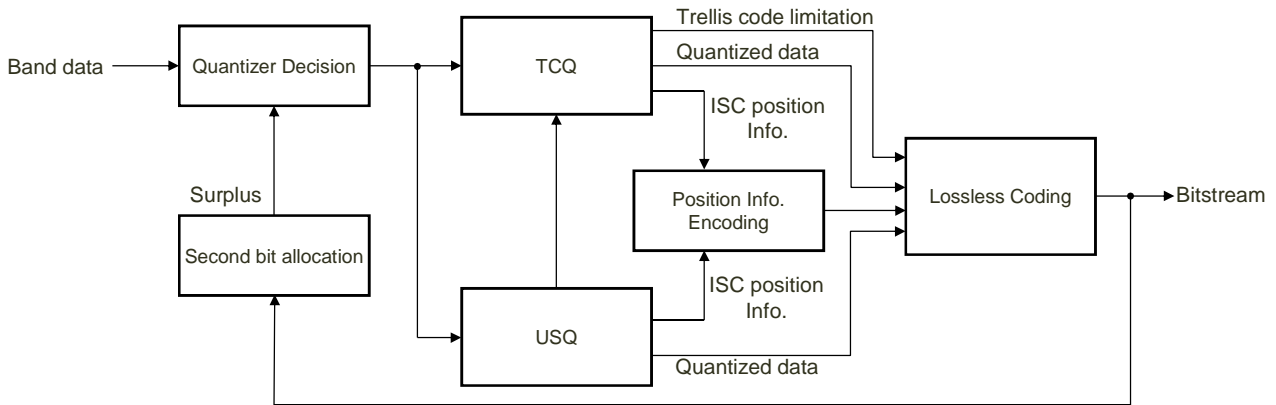 Trellis code limitation
Quantized data
Band data
Quantizer Decision
TCQ
ISC position
Info.
Surplus
Position Info.
Encoding
Lossless Coding
Bitstream
Second bit allocation
ISC position
Info.
USQ
Quantized data